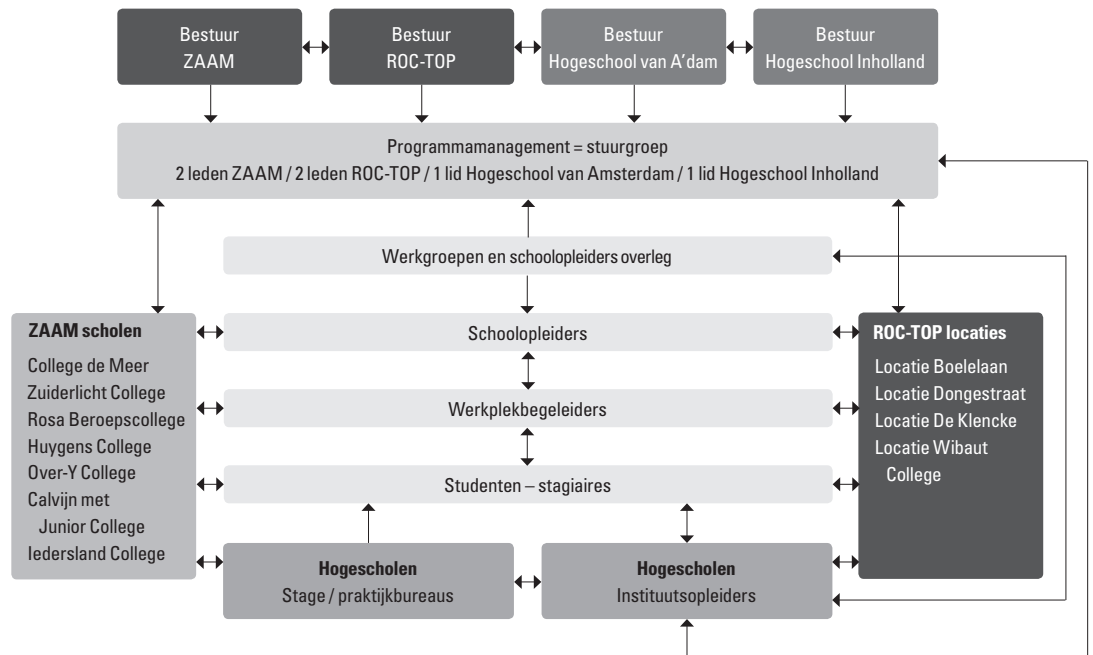 Bestuur
ZAAM
Bestuur
ROC-TOP
Bestuur
Hogeschool van A'dam
Bestuur
Hogeschool Inholland
Programmamanagement = stuurgroep
2 leden ZAAM / 2 leden ROC-TOP / 1 lid Hogeschool van Amsterdam / 1 lid Hogeschool Inholland
Werkgroepen en schoolopleiders overleg
ZAAM scholen
College de Meer
Zuiderlicht College
Rosa Beroepscollege
Huygens College
Over-Y College
Calvijn met
Junior College
Iedersland College
Schoolopleiders
Werkplekbegeleiders
Studenten – stagiaires
ROC-TOP locaties
Locatie Boelelaan
Locatie Dongestraat
Locatie De Klencke
Locatie Wibaut
College
Hogescholen
Stage / praktijkbureaus
Hogescholen
Instituutsopleiders